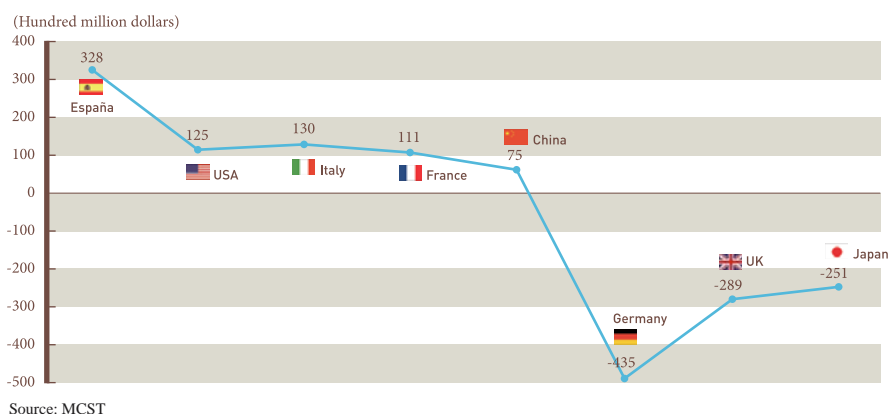 (Hundred million dollars)
400
300
200
100
0
-100
-200
-300
-400
-500
328
España
125
USA
130
Italy
111
France
China
75
Germany
-435
UK
-289
Japan
-251
Source: MCST